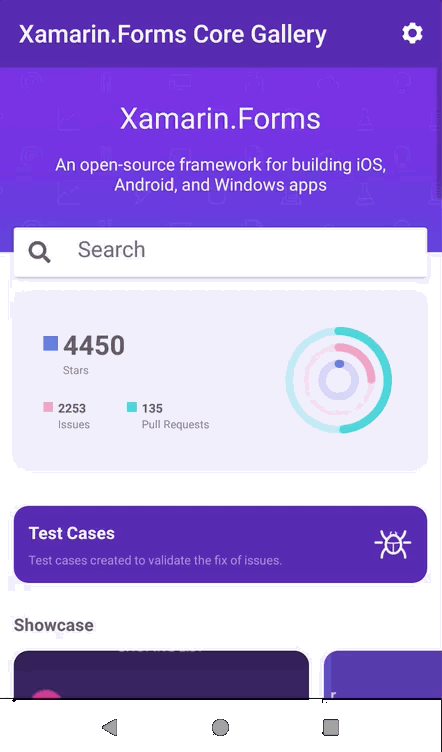 Xamarin.Forms Core Gallery
Xamarin.Forms
An open-source framework for building iOS,
Android, and Windows apps
Search
4450
Stars
2253
Issues
135
Pull Requests
Test Cases
Test cases created to validate the fix of issues.
Showcase